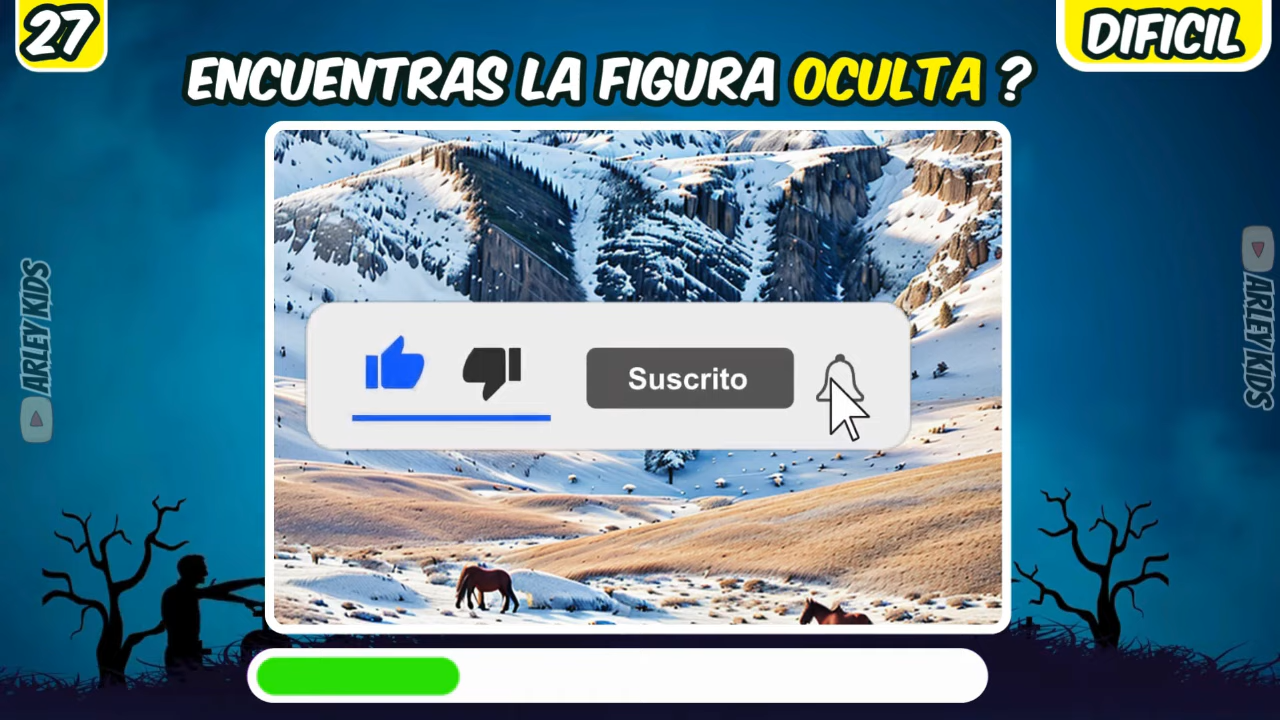 27
DIFICIL
ENCUENTRAS LA FIGURA OCULTA ?
Suscrito
ARLEY KIDS
ARLEY KIDS